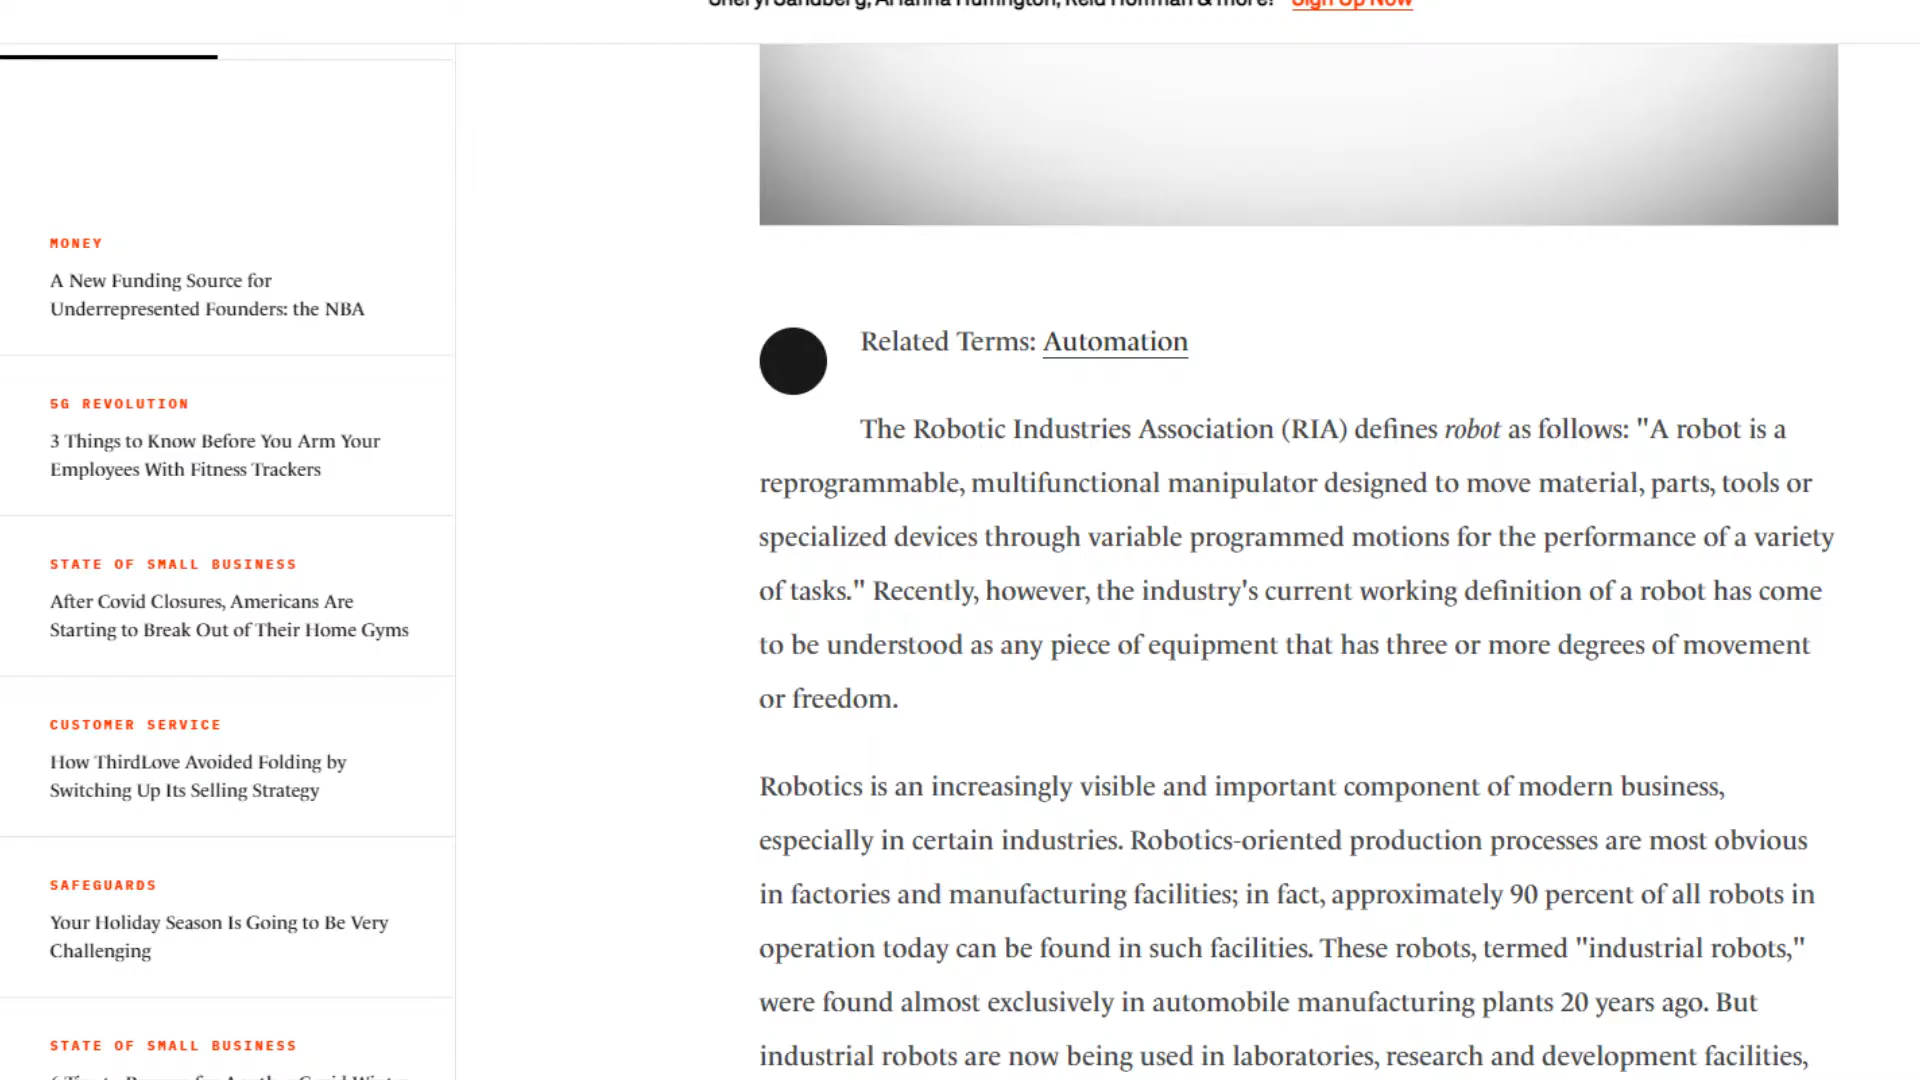 Sheryl Sandberg, Arianna Huffington, Reid Hoffman & more! Sign Up Now
MONEY
A New Funding Source for
Underrepresented Founders: the NBA
5G REVOLUTION
3 Things to Know Before You Arm Your
Employees With Fitness Trackers
STATE OF SMALL BUSINESS
After Covid Closures, Americans Are
Starting to Break Out of Their Home Gyms
CUSTOMER SERVICE
How ThirdLove Avoided Folding by
Switching Up Its Selling Strategy
SAFEGUARDS
Your Holiday Season Is Going to Be Very
Challenging
STATE OF SMALL BUSINESS
Related Terms: Automation
The Robotic Industries Association (RIA) defines robot as follows: "A robot is a
reprogrammable, multifunctional manipulator designed to move material, parts, tools or
specialized devices through variable programmed motions for the performance of a variety
of tasks." Recently, however, the industry's current working definition of a robot has come
to be understood as any piece of equipment that has three or more degrees of movement
or freedom.
Robotics is an increasingly visible and important component of modern business,
especially in certain industries. Robotics-oriented production processes are most obvious
in factories and manufacturing facilities; in fact, approximately 90 percent of all robots in
operation today can be found in such facilities. These robots, termed "industrial robots,"
were found almost exclusively in automobile manufacturing plants 20 years ago. But
industrial robots are now being used in laboratories, research and development facilities,